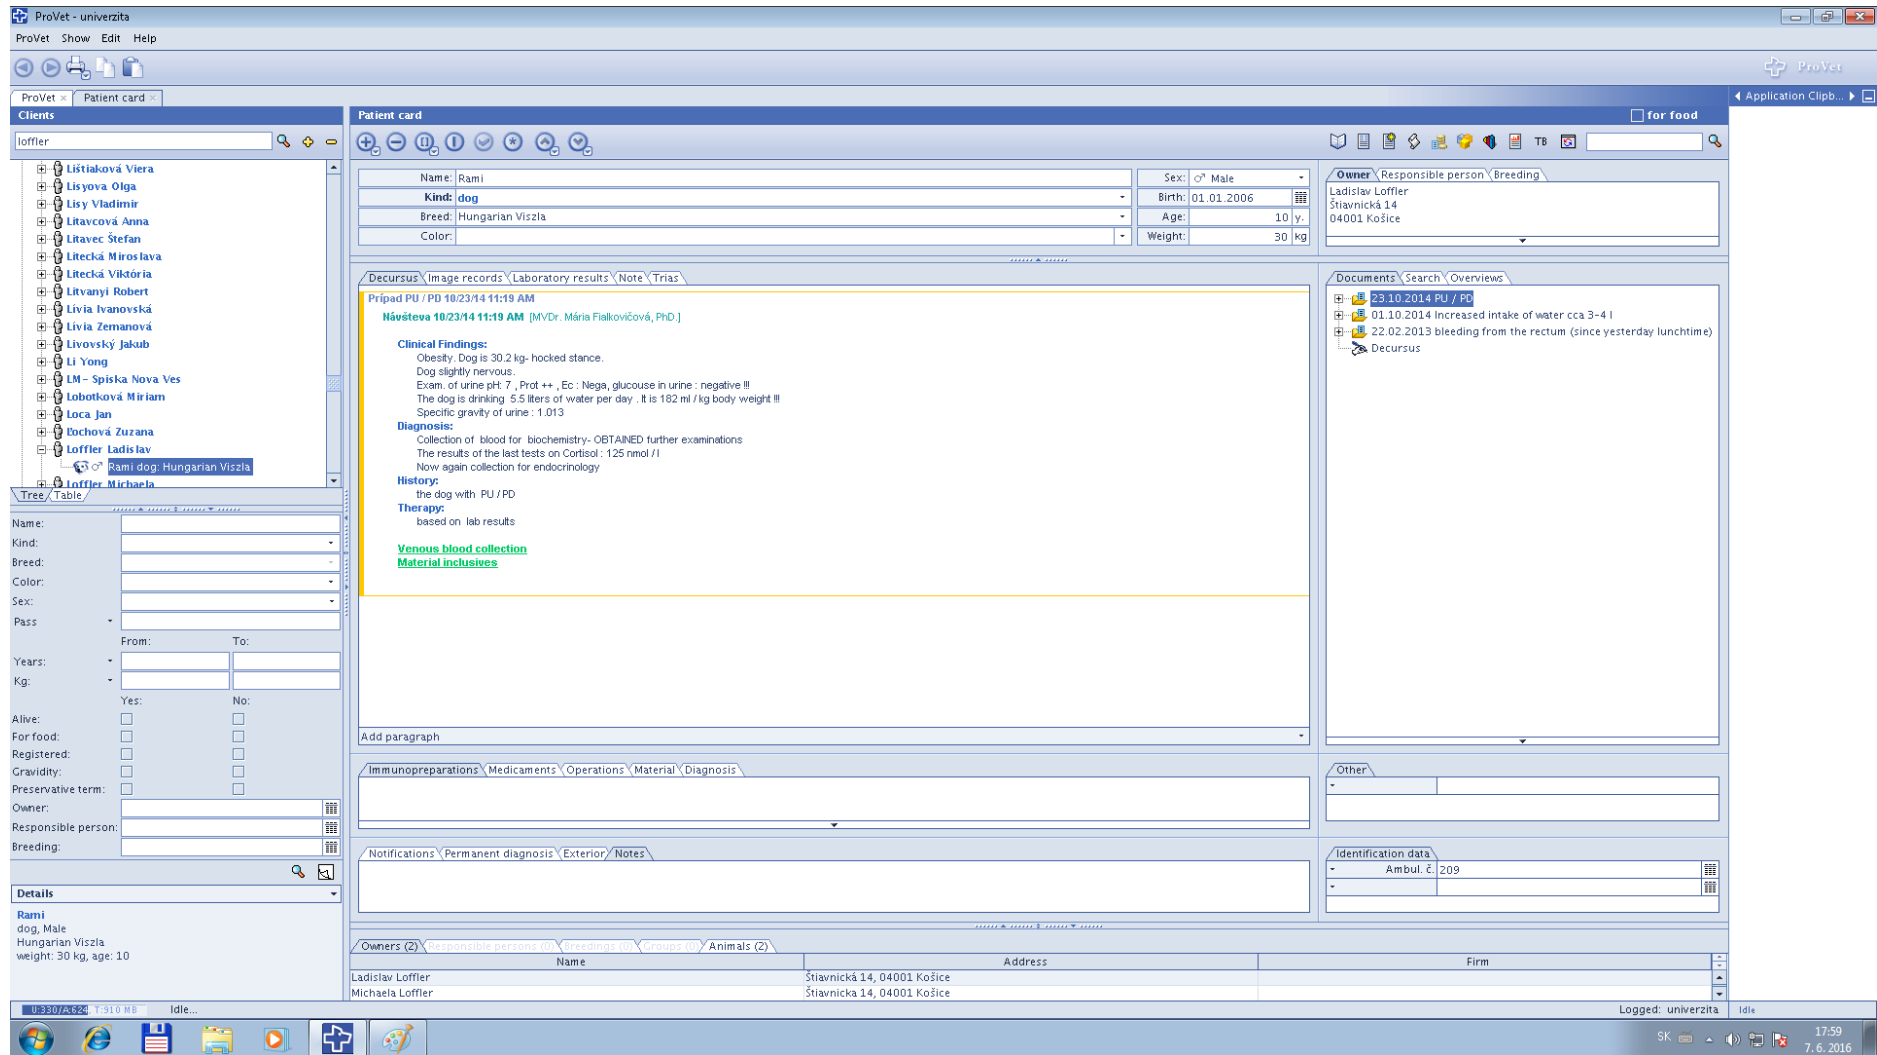 ProVet - univerzita
ProVet Show Edit Help
ProVet
ProVet × Patient card ×
Application Clipb...
Clients
Patient card
for food
loffler
TB
Lištiaková Viera
Lisyova Olga
Lisy Vladimir
Litavcová Anna
Litavec Štefan
Litecká Miroslava
Litecká Viktória
Litvanyi Robert
Lívia Ivanovská
Lívia Zemanová
Livovský Jakub
Li Yong
LM- Spiska Nova Ves
Lobotková Miriam
Loca Jan
Ľochová Zuzana
Loffler Ladislav
Rami dog: Hungarian Viszla
Loffler Michaela
Tree Table
Name:
Kind:
Breed:
Color:
Sex:
Pass
From: To:
Years:
Kg:
Yes: No:
Alive:
For food:
Registered:
Gravidity:
Preservative term:
Owner:
Responsible person:
Breeding:
Details
Rami
dog, Male
Hungarian Viszla
weight: 30 kg, age: 10
Name: Rami
Kind: dog
Breed: Hungarian Viszla
Color:
Sex: ♂ Male
Birth: 01.01.2006
Age: 10 y.
Weight: 30 kg
Owner Responsible person Breeding
Ladislav Loffler
Štiavnická 14
04001 Košice
Decursus Image records Laboratory results Note Trias
Prípad PU / PD 10/23/14 11:19 AM
Návšteva 10/23/14 11:19 AM [MVDr. Mária Fialkovičová, PhD.]
Clinical Findings:
Obesity. Dog is 30.2 kg- hocked stance.
Dog slightly nervous.
Exam. of urine pH: 7 , Prot ++ , Ec : Nega, glucouse in urine : negative !!!
The dog is drinking 5.5 liters of water per day . It is 182 ml / kg body weight !!!
Specific gravity of urine : 1.013
Diagnosis:
Collection of blood for biochemistry- OBTAINED further examinations
The results of the last tests on Cortisol : 125 nmol / l
Now again collection for endocrinology
History:
the dog with PU / PD
Therapy:
based on lab results
Venous blood collection
Material inclusives
Add paragraph
Documents Search Overviews
23.10.2014 PU / PD
01.10.2014 Increased intake of water cca 3-4 l
22.02.2013 bleeding from the rectum (since yesterday lunchtime)
Decursus
Immunopreparations Medicaments Operations Material Diagnosis
Other
Notifications Permanent diagnosis Exterior Notes
Identification data
Ambul. č. 209
Owners (2) Responsible persons (0) Breedings (0) Groups (0) Animals (2)
Name Address Firm
Ladislav Loffler Štiavnická 14, 04001 Košice
Michaela Loffler Štiavnicka 14, 04001 Košice
U:330/A:624, T:910 MB Idle...
Logged: univerzita Idle
SK 17:59
7. 6. 2016